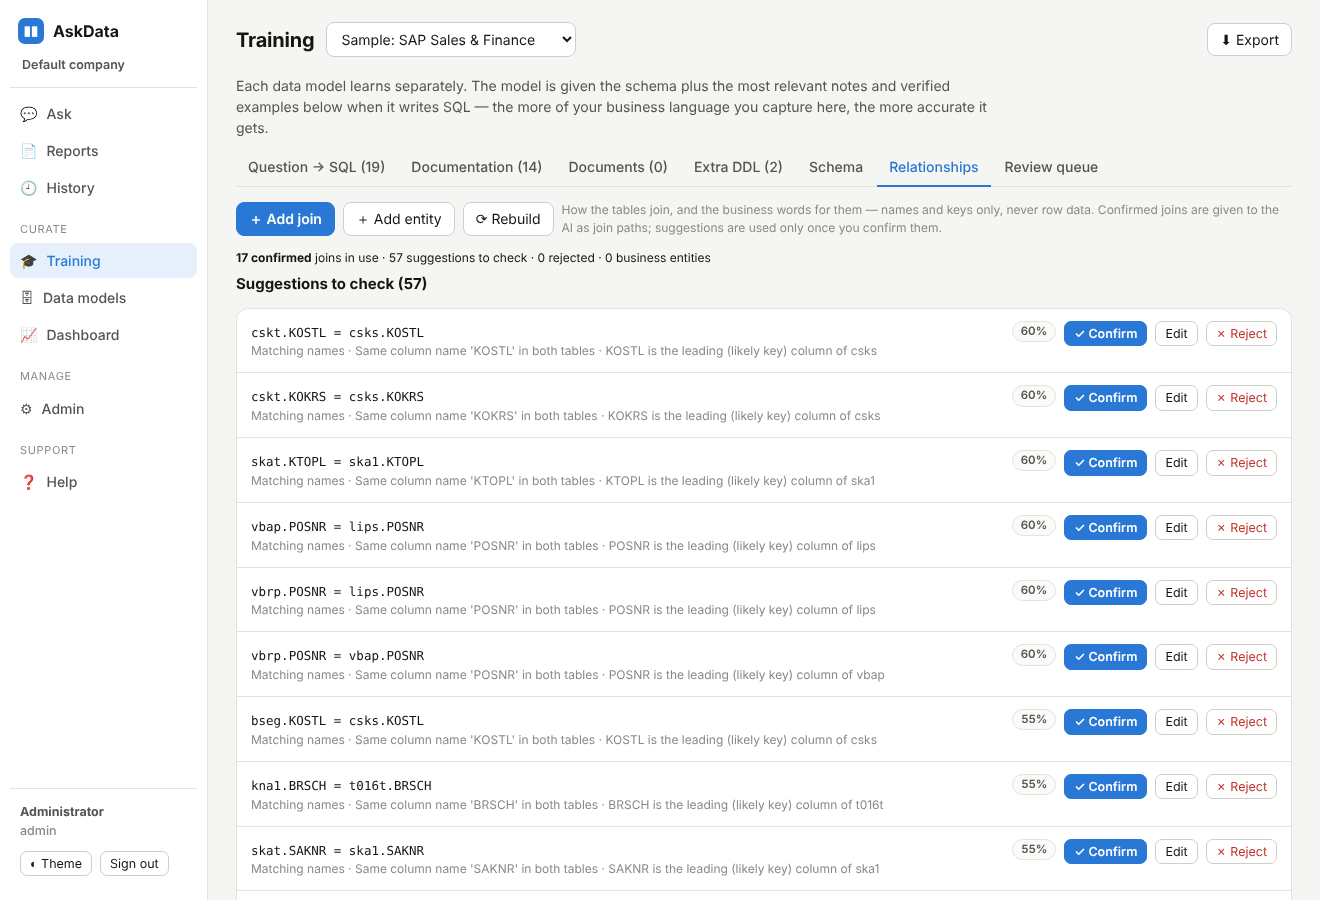 AskData
Default company
Ask
Reports
History
CURATE
Training
Data models
Dashboard
MANAGE
Admin
SUPPORT
Help
Administrator
admin
Theme
Sign out
Training
Sample: SAP Sales & Finance
⬇ Export
Each data model learns separately. The model is given the schema plus the most relevant notes and verified
examples below when it writes SQL — the more of your business language you capture here, the more accurate it
gets.
Question → SQL (19) Documentation (14) Documents (0) Extra DDL (2) Schema Relationships Review queue
+ Add join
+ Add entity
⟳ Rebuild
How the tables join, and the business words for them — names and keys only, never row data. Confirmed joins are given to the
AI as join paths; suggestions are used only once you confirm them.
17 confirmed joins in use · 57 suggestions to check · 0 rejected · 0 business entities
Suggestions to check (57)
cskt.KOSTL = csks.KOSTL 60% ✓ Confirm Edit × Reject
Matching names · Same column name 'KOSTL' in both tables · KOSTL is the leading (likely key) column of csks
cskt.KOKRS = csks.KOKRS 60% ✓ Confirm Edit × Reject
Matching names · Same column name 'KOKRS' in both tables · KOKRS is the leading (likely key) column of csks
skat.KTOPL = ska1.KTOPL 60% ✓ Confirm Edit × Reject
Matching names · Same column name 'KTOPL' in both tables · KTOPL is the leading (likely key) column of ska1
vbap.POSNR = lips.POSNR 60% ✓ Confirm Edit × Reject
Matching names · Same column name 'POSNR' in both tables · POSNR is the leading (likely key) column of lips
vbrp.POSNR = lips.POSNR 60% ✓ Confirm Edit × Reject
Matching names · Same column name 'POSNR' in both tables · POSNR is the leading (likely key) column of lips
vbrp.POSNR = vbap.POSNR 60% ✓ Confirm Edit × Reject
Matching names · Same column name 'POSNR' in both tables · POSNR is the leading (likely key) column of vbap
bseg.KOSTL = csks.KOSTL 55% ✓ Confirm Edit × Reject
Matching names · Same column name 'KOSTL' in both tables · KOSTL is the leading (likely key) column of csks
kna1.BRSCH = t016t.BRSCH 55% ✓ Confirm Edit × Reject
Matching names · Same column name 'BRSCH' in both tables · BRSCH is the leading (likely key) column of t016t
skat.SAKNR = ska1.SAKNR 55% ✓ Confirm Edit × Reject
Matching names · Same column name 'SAKNR' in both tables · SAKNR is the leading (likely key) column of ska1